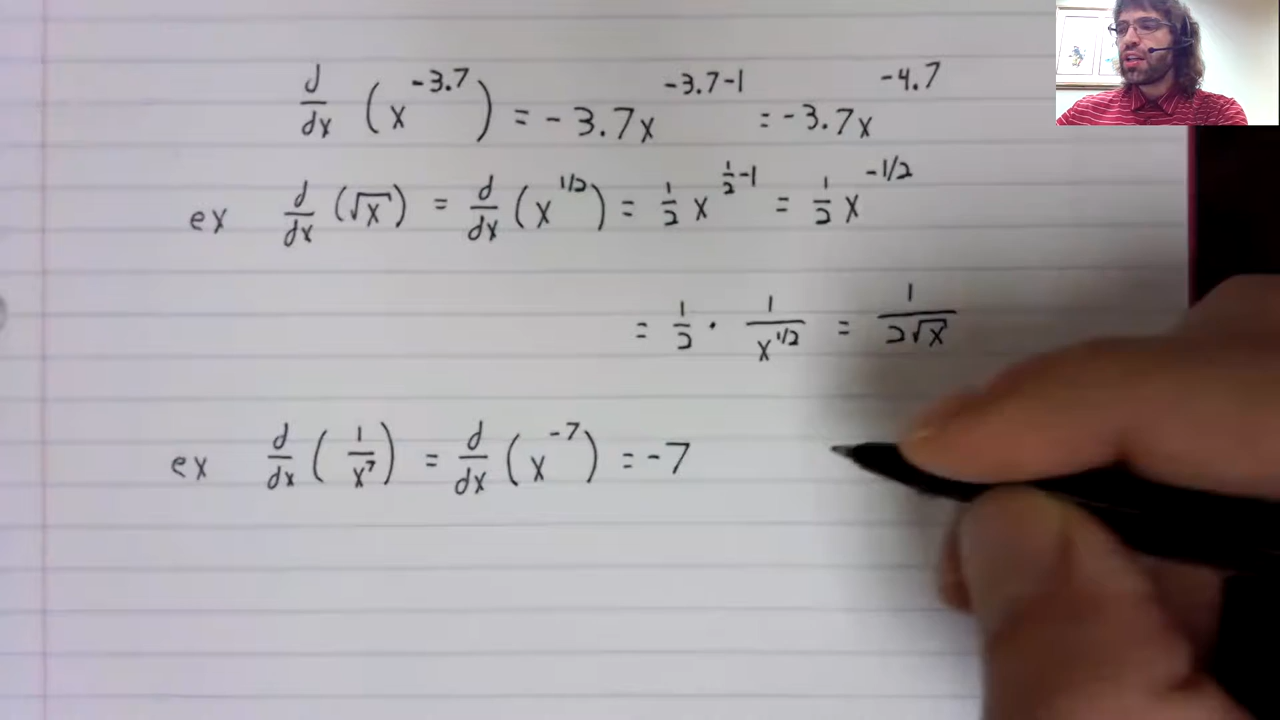 d/dx (x^-3.7) = -3.7x^-3.7-1 = -3.7x^-4.7
ex d/dx (√x) = d/dx (x^1/2) = 1/2 x^1/2-1 = 1/2 x^-1/2
= 1/2 · 1/x^1/2 = 1/2√x
ex d/dx (1/x^7) = d/dx (x^-7) = -7